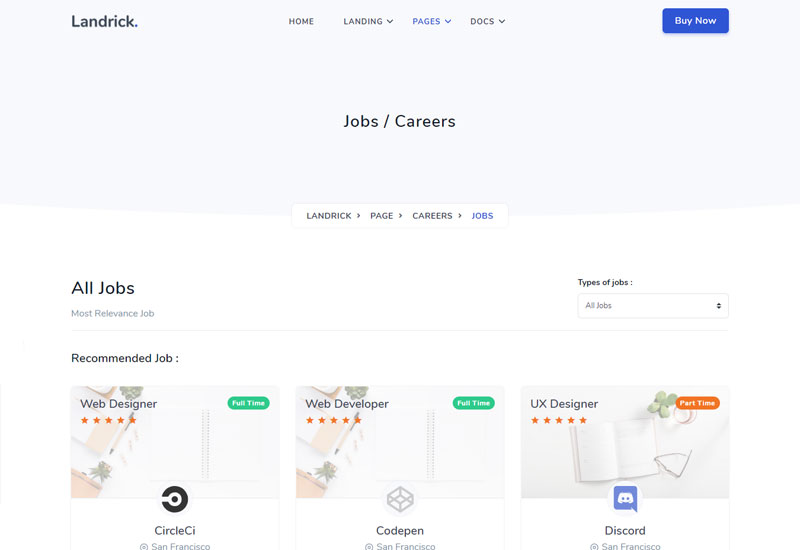 Landrick.
HOME LANDING PAGES DOCS
Buy Now
Jobs / Careers
LANDRICK > PAGE > CAREERS > JOBS
All Jobs
Most Relevance Job
Types of jobs :
All Jobs
Recommended Job :
Web Designer
Full Time
CircleCi
San Francisco
Web Developer
Full Time
Codepen
San Francisco
UX Designer
Part Time
Discord
San Francisco